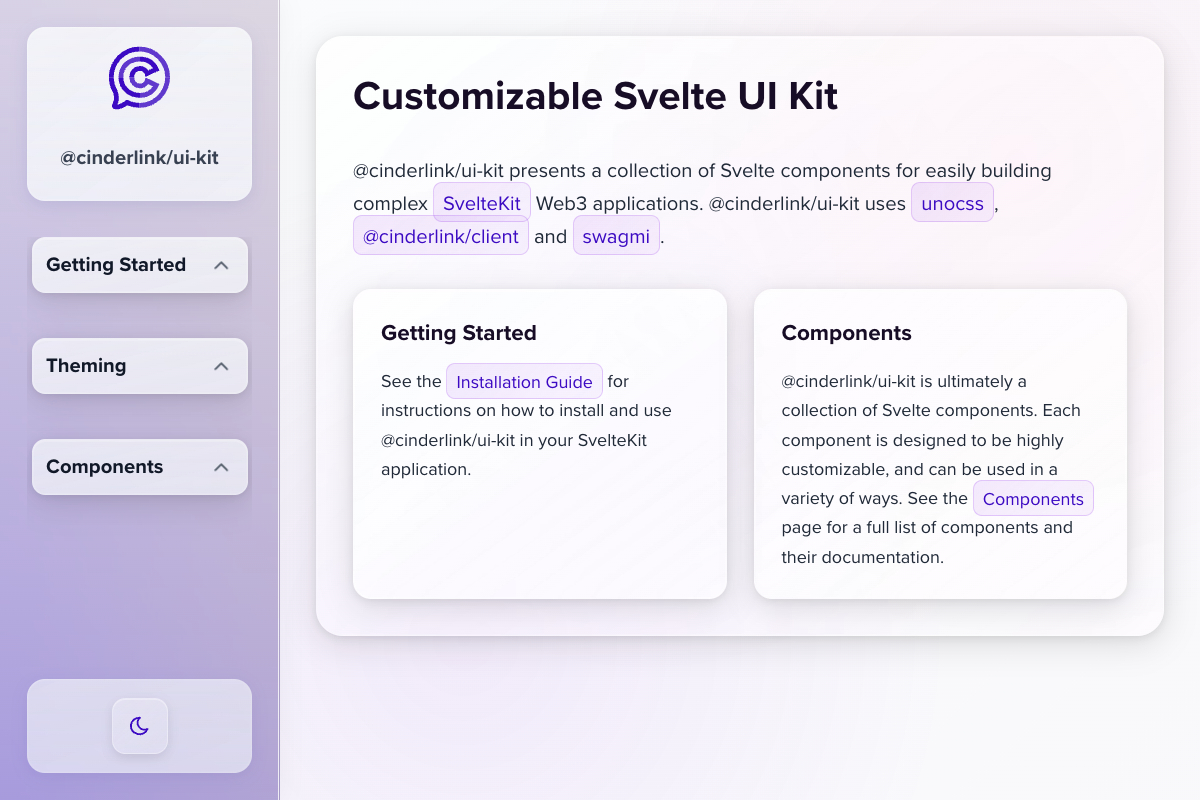 @cinderlink/ui-kit
Getting Started
Theming
Components
Customizable Svelte UI Kit
@cinderlink/ui-kit presents a collection of Svelte components for easily building
complex SvelteKit Web3 applications. @cinderlink/ui-kit uses unocss,
@cinderlink/client and swagmi.
Getting Started
See the Installation Guide for
instructions on how to install and use
@cinderlink/ui-kit in your SvelteKit
application.
Components
@cinderlink/ui-kit is ultimately a
collection of Svelte components. Each
component is designed to be highly
customizable, and can be used in a
variety of ways. See the Components
page for a full list of components and
their documentation.